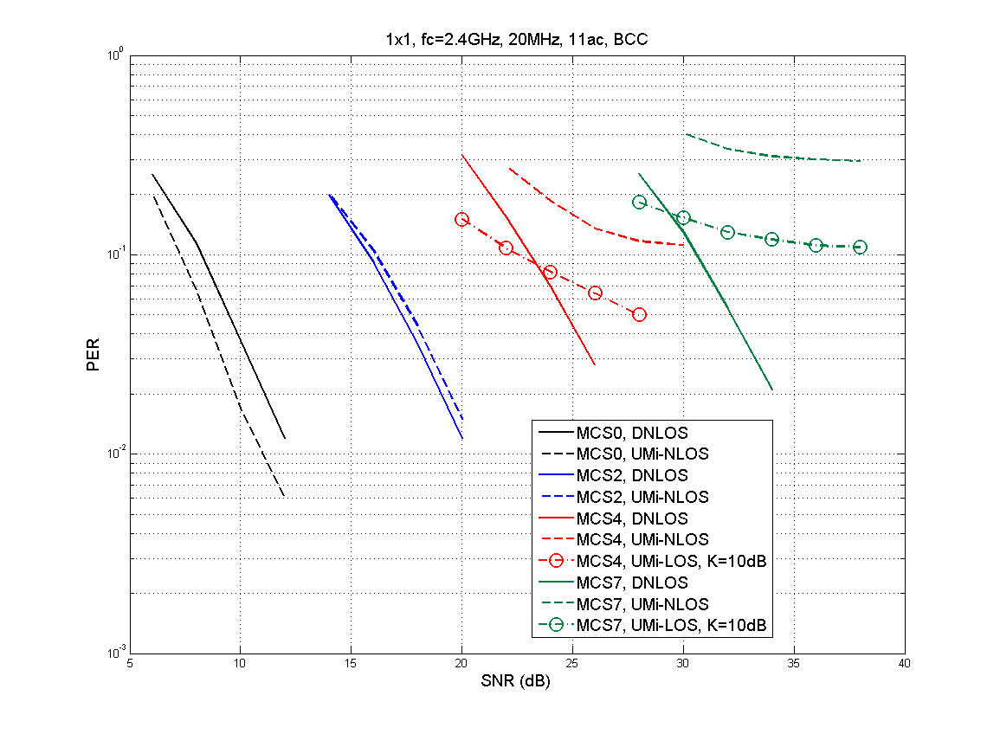 1x1, fc=2.4GHz, 20MHz, 11ac, BCC
10^0
10^-1
10^-2
10^-3
PER
MCS0, DNLOS
MCS0, UMi-NLOS
MCS2, DNLOS
MCS2, UMi-NLOS
MCS4, DNLOS
MCS4, UMi-NLOS
MCS4, UMi-LOS, K=10dB
MCS7, DNLOS
MCS7, UMi-NLOS
MCS7, UMi-LOS, K=10dB
5 10 15 20 25 30 35 40
SNR (dB)